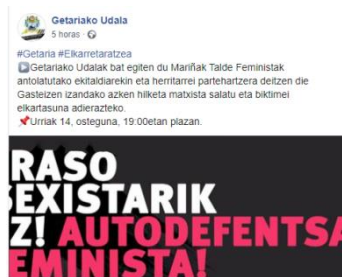 Getariako Udala
5 horas ·
#Getaria #Elkarretaratzea
Getariako Udalak bat egiten du Mariñak Talde Feministak
antolatutako ekitaldiarekin eta herritarrei partehartzera deitzen die
Gasteizen izandako azken hilketa matxista salatu eta biktimei
elkartasuna adierazteko.
Urriak 14, osteguna, 19:00etan plazan.
RASO
SEXISTARIK
Z! AUTODEFENTSA
FEMINISTA!